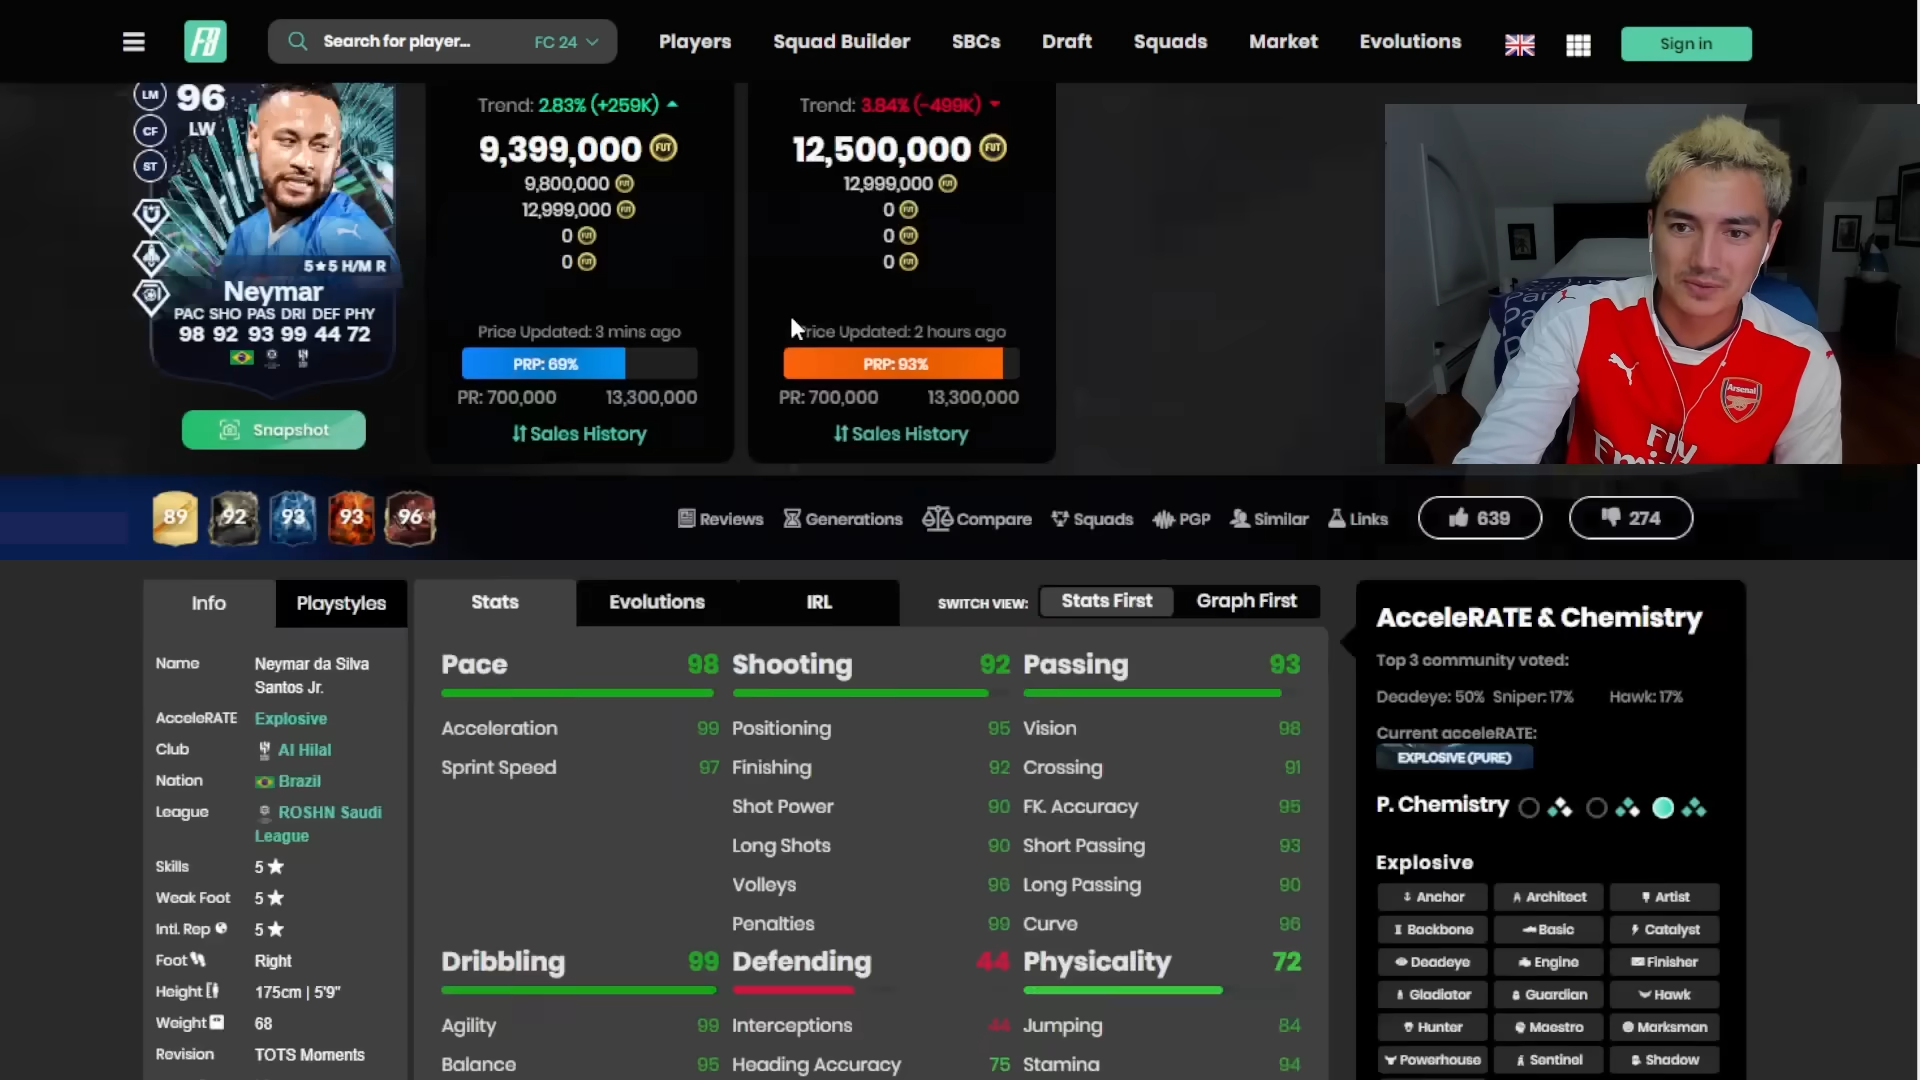 Search for player...
FC 24
Players
Squad Builder
SBCs
Draft
Squads
Market
Evolutions
Sign in
LM
CF
ST
96
LW
5★5 H/M R
Neymar
PAC SHO PAS DRI DEF PHY
98 92 93 99 44 72
Snapshot
Trend: 2.83% (+259K)
9,399,000
9,800,000
12,999,000
0
0
Price Updated: 3 mins ago
PRP: 69%
PR: 700,000 13,300,000
Sales History
Trend: 3.84% (-499K)
12,500,000
12,999,000
0
0
0
rice Updated: 2 hours ago
PRP: 93%
PR: 700,000 13,300,000
Sales History
Arsenal
Fly
89 92 93 93 96
Reviews
Generations
Compare
Squads
PGP
Similar
Links
639
274
Info
Playstyles
Name Neymar da Silva
Santos Jr.
AcceleRATE Explosive
Club Al Hilal
Nation Brazil
League ROSHN Saudi
League
Skills 5★
Weak Foot 5★
Intl. Rep 5★
Foot Right
Height 175cm | 5'9"
Weight 68
Revision TOTS Moments
Stats
Evolutions
IRL
SWITCH VIEW:
Stats First
Graph First
Pace 98
Acceleration 99
Sprint Speed 97
Shooting 92
Positioning 95
Finishing 92
Shot Power 90
Long Shots 90
Volleys 96
Penalties 99
Passing 93
Vision 98
Crossing 91
FK. Accuracy 95
Short Passing 93
Long Passing 90
Curve 96
Dribbling 99
Agility 99
Balance 95
Defending 44
Interceptions 44
Heading Accuracy 75
Physicality 72
Jumping 84
Stamina 94
AcceleRATE & Chemistry
Top 3 community voted:
Deadeye: 50% Sniper: 17% Hawk: 17%
Current acceleRATE:
EXPLOSIVE (PURE)
P. Chemistry
Explosive
Anchor Architect Artist
Backbone Basic Catalyst
Deadeye Engine Finisher
Gladiator Guardian Hawk
Hunter Maestro Marksman
Powerhouse Sentinel Shadow